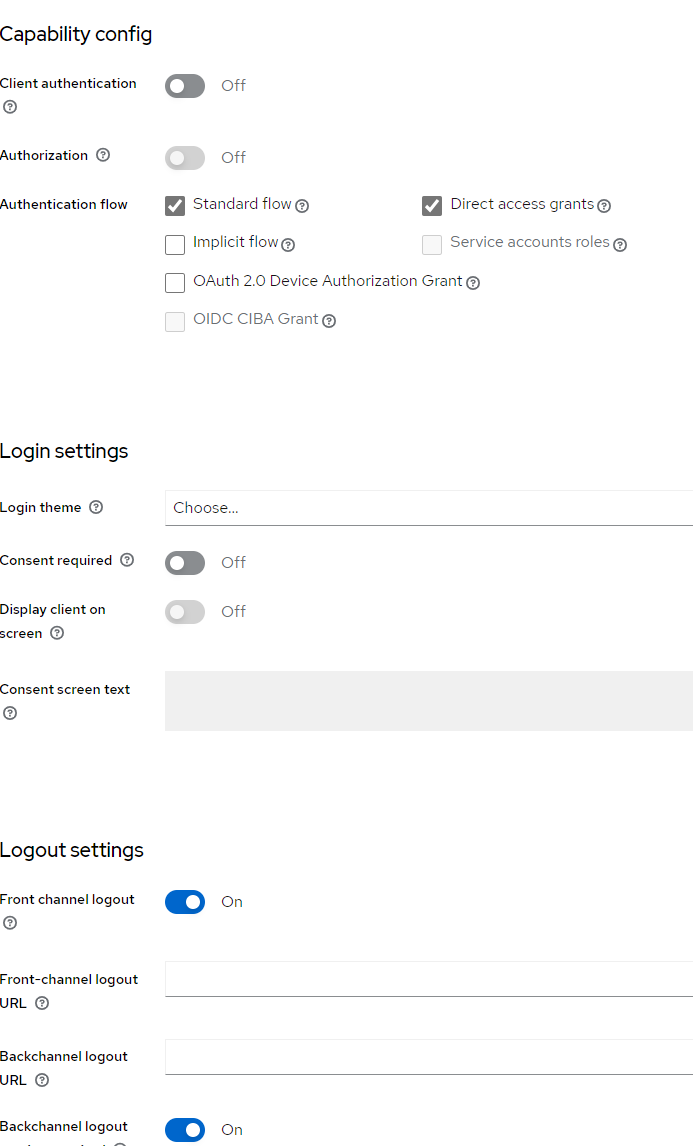 Capability config
Client authentication
Off
Authorization
Off
Authentication flow
Standard flow
Direct access grants
Implicit flow
Service accounts roles
OAuth 2.0 Device Authorization Grant
OIDC CIBA Grant
Login settings
Login theme
Choose...
Consent required
Off
Display client on
screen
Off
Consent screen text
Logout settings
Front channel logout
On
Front-channel logout
URL
Backchannel logout
URL
Backchannel logout
On